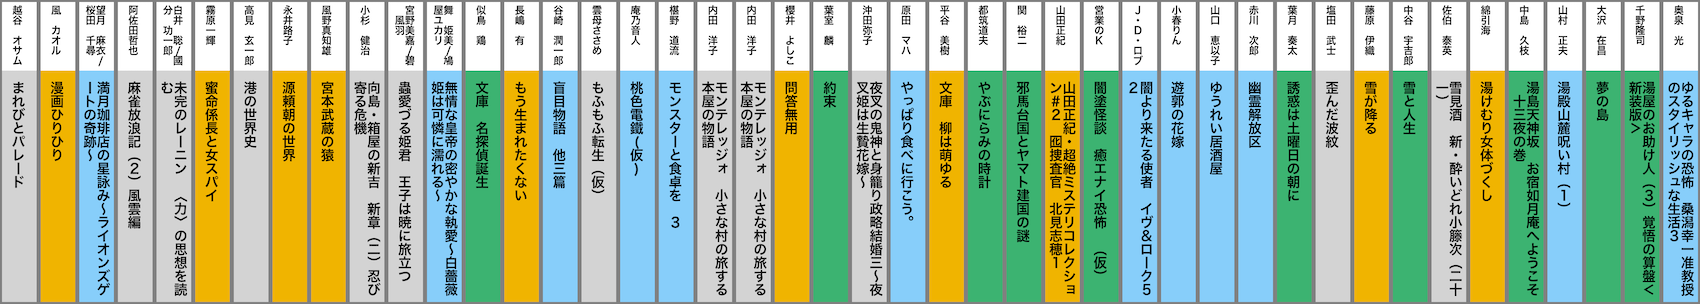 奥泉 光
ゆるキャラの恐怖 桑潟幸一准教授
のスタイリッシュな生活3
千野隆司
湯屋のお助け人（3）覚悟の算盤＜
新装版＞
大沢 在昌
夢の島
山村 正夫
湯殿山麓呪い村（1）
中島 久枝
湯島天神坂 お宿如月庵へようこそ
十三夜の巻
綿引海
湯けむり女体づくし
佐伯 泰英
雪見酒 新・酔いどれ小籐次（二十
一）
中谷 宇吉郎
雪と人生
藤原 伊織
雪が降る
塩田 武士
歪んだ波紋
葉月 奏太
誘惑は土曜日の朝に
赤川 次郎
幽霊解放区
山口 恵以子
ゆうれい居酒屋
小春りん
遊郭の花嫁
J・D・ロブ
闇より来たる使者 イヴ＆ローク5
2
営業のK
闇塗怪談 癒エナイ恐怖 （仮）
山田正紀
山田正紀・超絶ミステリコレクショ
ン#2 囮捜査官 北見志穂1
関 裕二
邪馬台国とヤマト建国の謎
都筑道夫
やぶにらみの時計
平谷 美樹
文庫 柳は萌ゆる
原田 マハ
やっぱり食べに行こう。
沖田弥子
夜叉の鬼神と身籠り政略結婚三〜夜
叉姫は生贄花嫁〜
葉室 麟
約束
櫻井 よしこ
問答無用
内田 洋子
モンテレッジォ 小さな村の旅する
本屋の物語
内田 洋子
モンテレッジォ 小さな村の旅する
本屋の物語
椹野 道流
モンスターと食卓を 3
庵乃音人
桃色電鐵(仮)
雲母ささめ
もふもふ転生（仮）
谷崎 潤一郎
盲目物語 他三篇
長嶋 有
もう生まれたくない
似鳥 鶏
文庫 名探偵誕生
舞 姫美/鳩
屋ユカリ
無情な皇帝の密やかな執愛〜白薔薇
姫は可憐に濡れる〜
宮野美嘉/碧
風羽
蟲愛づる姫君 王子は暁に旅立つ
小杉 健治
向島・箱屋の新吉 新章（二）忍び
寄る危機
風野真知雄
宮本武蔵の猿
永井路子
源頼朝の世界
高見 玄一郎
港の世界史
霧原一輝
蜜命係長と女スパイ
白井 聡/國
分 功一郎
未完のレーニン 〈力〉の思想を読
む
阿佐田哲也
麻雀放浪記（2）風雲編
望月 麻衣/
桜田 千尋
満月珈琲店の星詠み〜ライオンズゲ
ートの奇跡〜
風 カオル
漫画ひりひり
越谷 オサム
まれびとパレード